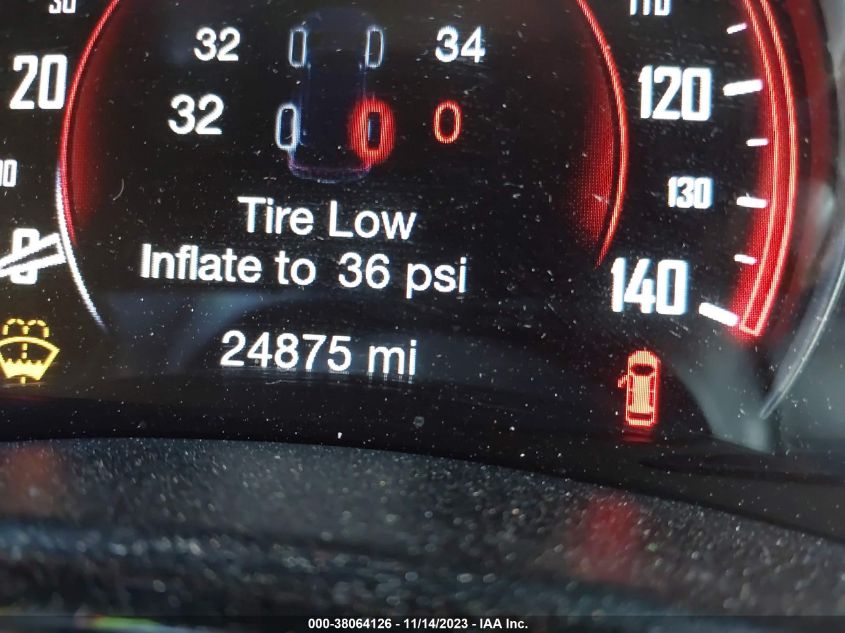 32 34
20 120
32 0
130
Tire Low
Inflate to 36 psi
0 140
24875 mi
000-38064126 - 11/14/2023 - IAA Inc.